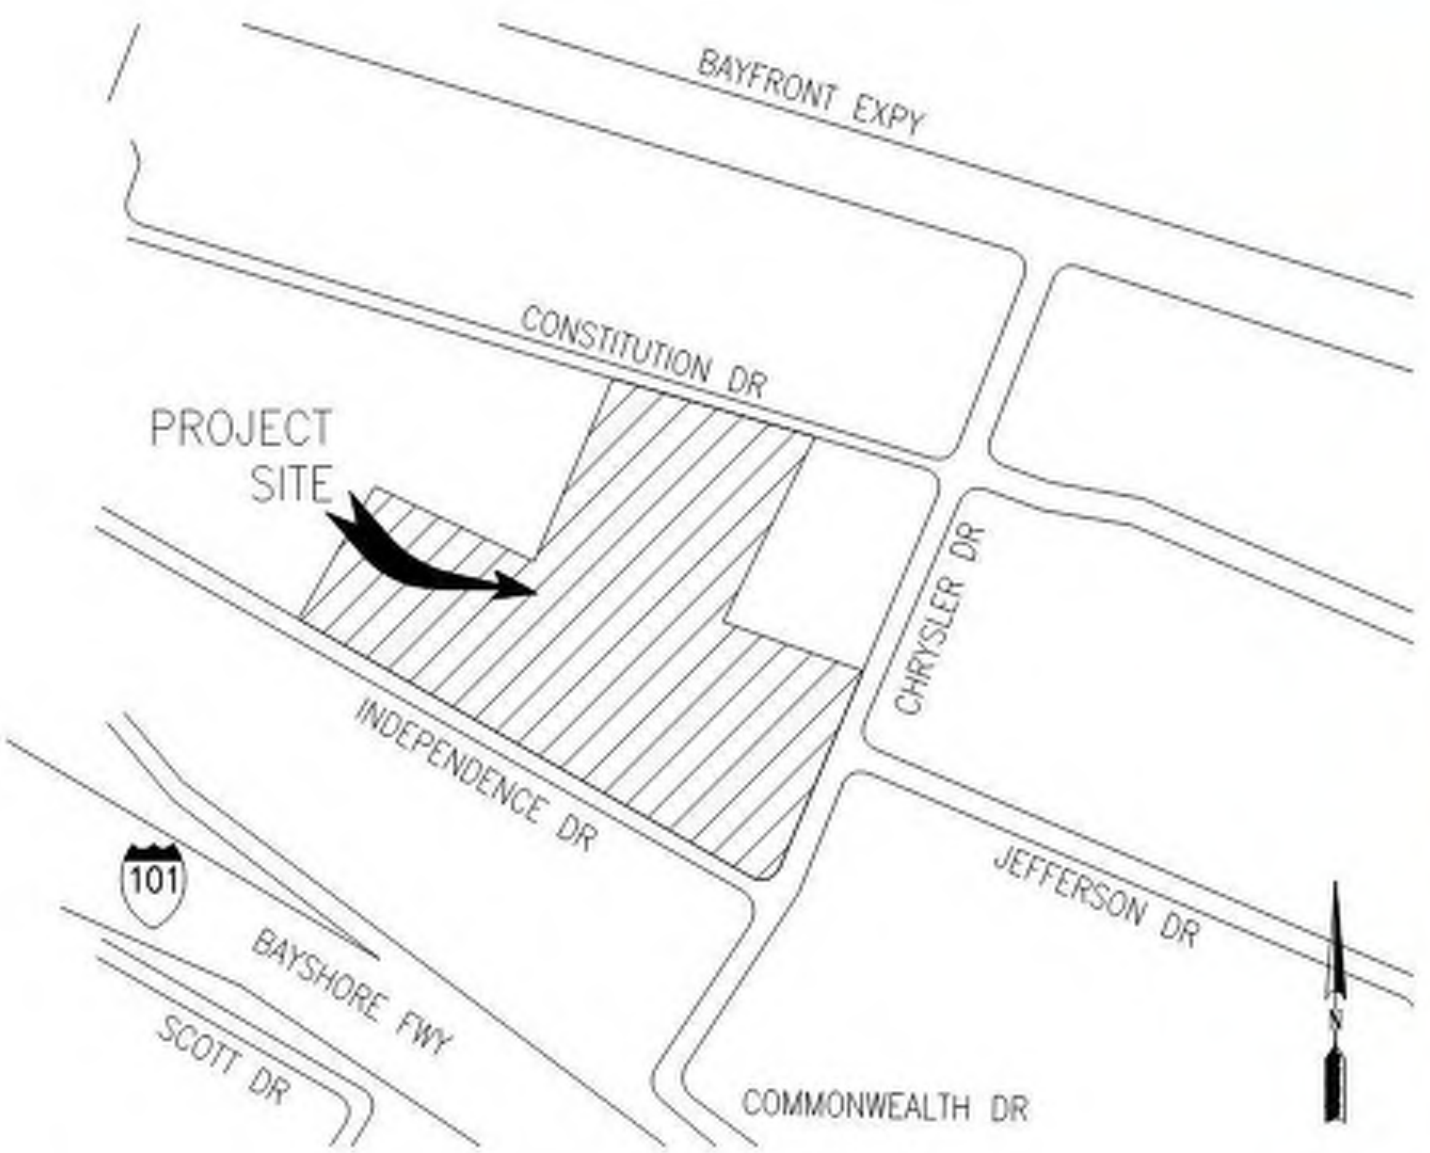 BAYFRONT EXPY
CONSTITUTION DR
PROJECT
SITE
CHRYSLER DR
INDEPENDENCE DR
JEFFERSON DR
101
BAYSHORE FWY
SCOTT DR
N
COMMONWEALTH DR